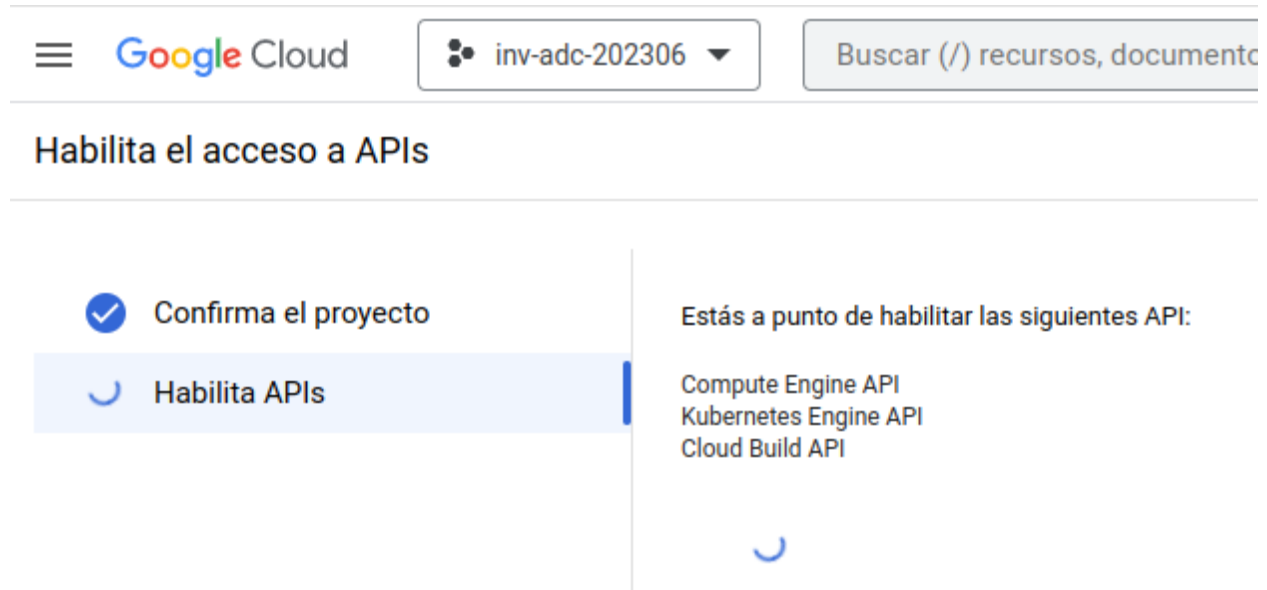 Google Cloud
inv-adc-202306
Buscar (/) recursos, documento
Habilita el acceso a APIs
Confirma el proyecto
Habilita APIs
Estás a punto de habilitar las siguientes API:
Compute Engine API
Kubernetes Engine API
Cloud Build API